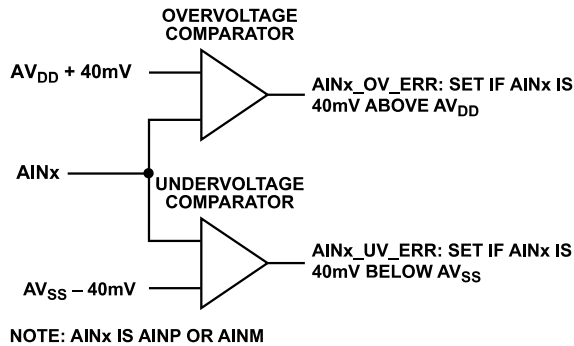 OVERVOLTAGE
COMPARATOR
AVDD + 40mV
AINx_OV_ERR: SET IF AINx IS
40mV ABOVE AVDD
AINx
UNDERVOLTAGE
COMPARATOR
AINx_UV_ERR: SET IF AINx IS
40mV BELOW AVSS
AVSS – 40mV
NOTE: AINx IS AINP OR AINM